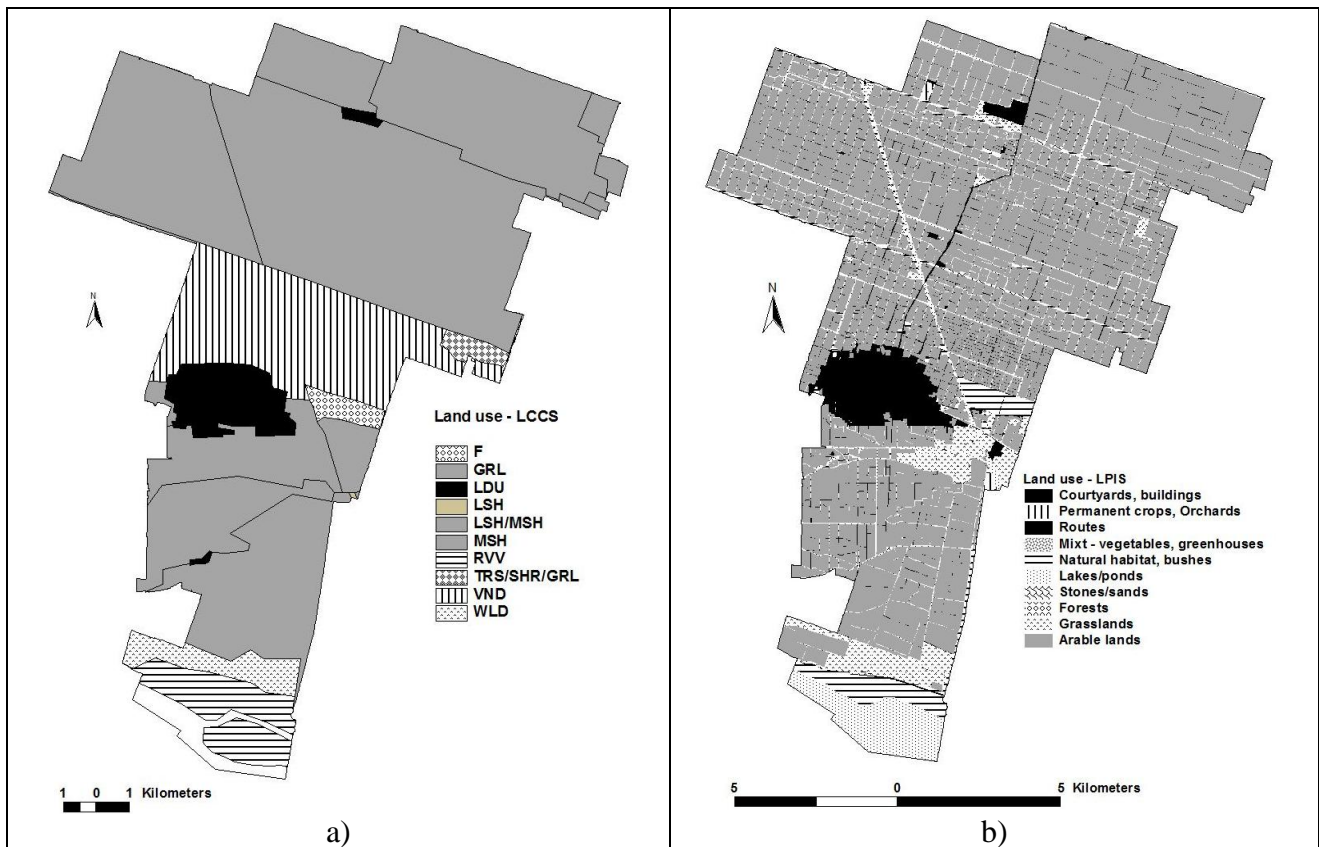 N
Land use - LCCS
F
GRL
LDU
LSH
LSH/MSH
MSH
RVV
TRS/SHR/GRL
VND
WLD
1 0 1 Kilometers
a)
N
Land use - LPIS
Courtyards, buildings
Permanent crops, Orchards
Routes
Mixt - vegetables, greenhouses
Natural habitat, bushes
Lakes/ponds
Stones/sands
Forests
Grasslands
Arable lands
5 0 5 Kilometers
b)